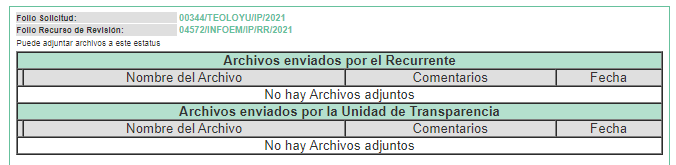 Folio Solicitud: 00344/TEOLOYU/IP/2021
Folio Recurso de Revisión: 04572/INFOEM/IP/RR/2021
Puede adjuntar archivos a este estatus
Archivos enviados por el Recurrente
Nombre del Archivo Comentarios Fecha
No hay Archivos adjuntos
Archivos enviados por la Unidad de Transparencia
Nombre del Archivo Comentarios Fecha
No hay Archivos adjuntos